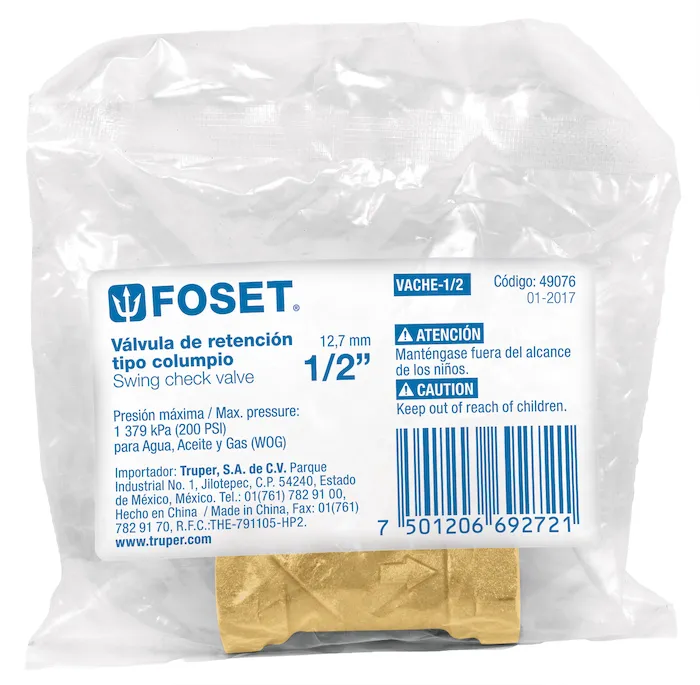 FOSET®
Válvula de retención
tipo columpio
Swing check valve
12,7 mm
1/2”
Presión máxima / Max. pressure:
1 379 kPa (200 PSI)
para Agua, Aceite y Gas (WOG)
Importador: Truper, S.A. de C.V. Parque
Industrial No. 1, Jilotepec, C.P. 54240, Estado
de México, México. Tel.: 01(761) 782 91 00,
Hecho en China / Made in China, Fax: 01(761)
782 91 70, R.F.C.:THE-791105-HP2.
www.truper.com
VACHE-1/2
Código: 49076
01-2017
ATENCIÓN
Manténgase fuera del alcance
de los niños.
CAUTION
Keep out of reach of children.
7 501206 692721